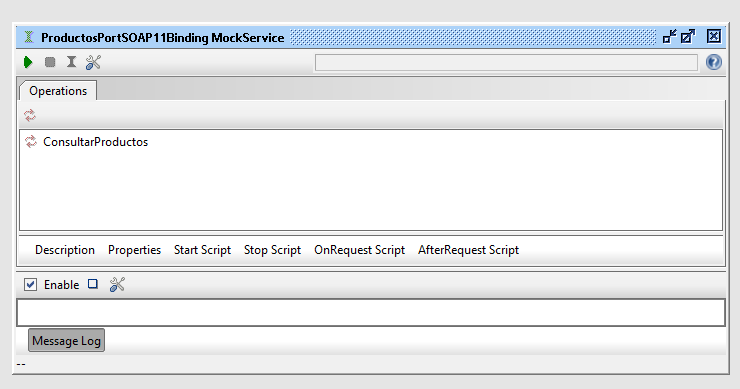 ProductosPortSOAP11Binding MockService
Operations
ConsultarProductos
Description Properties Start Script Stop Script OnRequest Script AfterRequest Script
Enable
Message Log
--